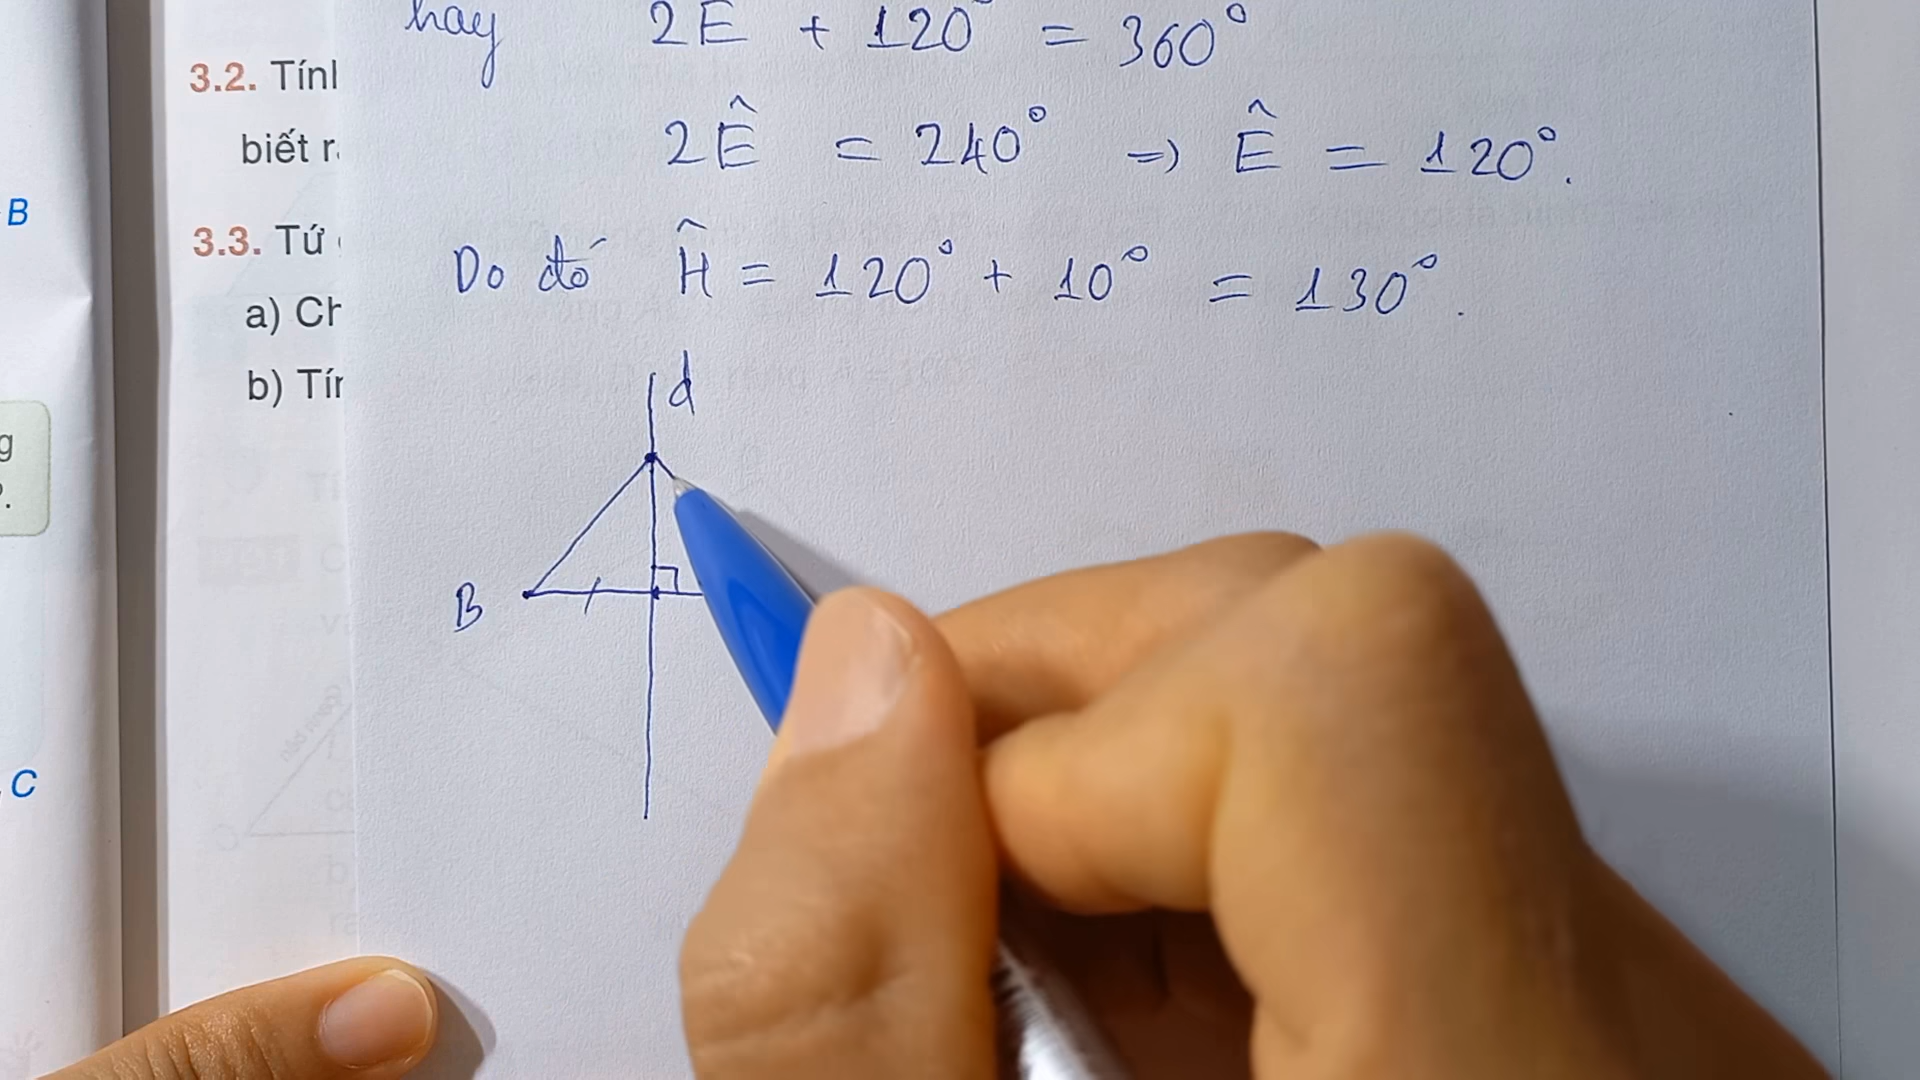 hay 2E + 120° = 360°
2Ê = 240° => Ê = 120°.
Do đó Ĥ = 120° + 10° = 130°.
3.2. Tính
biết r
3.3. Tứ
a) Ch
b) Tín
d
B
B
C